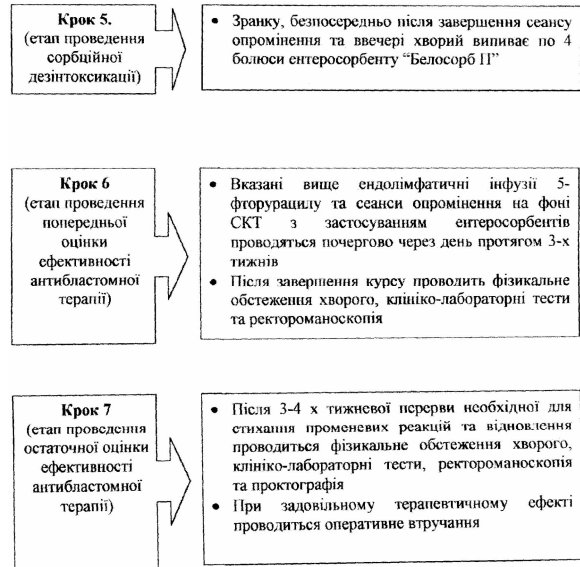 Крок 5.
(етап проведення
сорбційної
дезінтоксикації)
• Зранку, безпосередньо після завершення сеансу
опромінення та ввечері хворий випиває по 4
болюси ентеросорбенту “Белосорб П”
Крок 6
(етап проведення
попередньої
оцінки
ефективності
антибластомної
терапії)
• Вказані вище ендолімфатичні інфузії 5-
фторурацилу та сеанси опромінення на фоні
СКТ з застосуванням ентеросорбентів
проводяться почергово через день протягом 3-х
тижнів
• Після завершення курсу проводить фізикальне
обстеження хворого, клініко-лабораторні тести
та ректороманоскопія
Крок 7
(етап проведення
остаточної оцінки
ефективності
антибластомної
терапії)
• Після 3-4 х тижневої перерви необхідної для
стихання променевих реакцій та відновлення
проводиться фізикальне обстеження хворого,
клініко-лабораторні тести, ректороманоскопія
та проктографія
• При задовільному терапевтичному ефекті
проводиться оперативне втручання